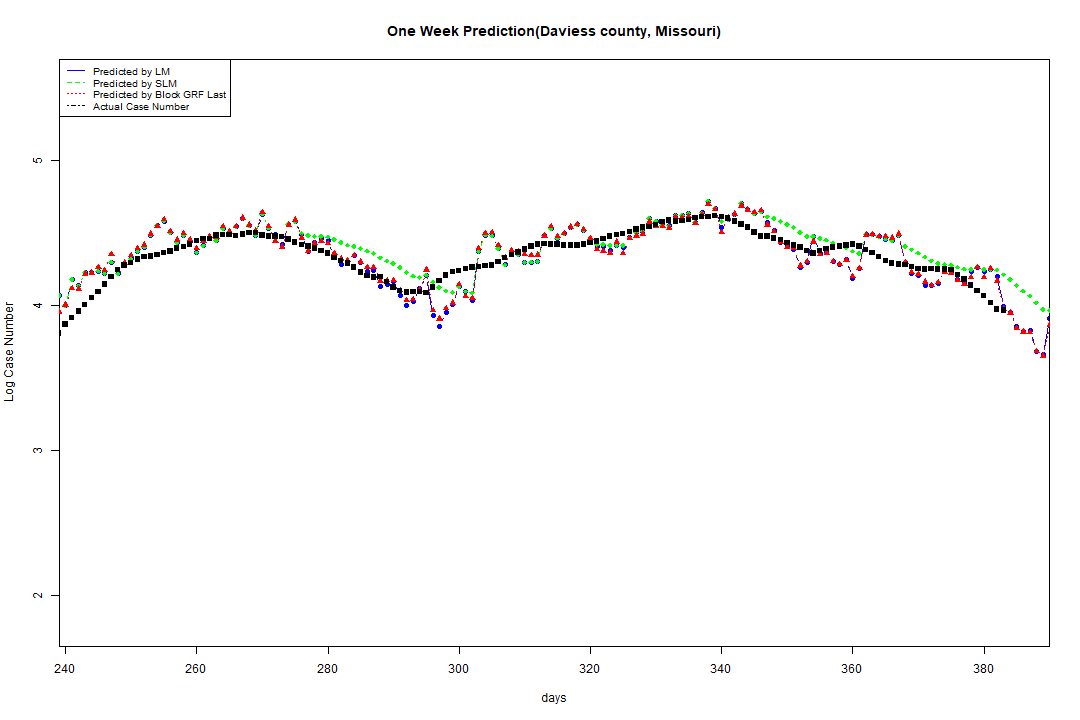 One Week Prediction(Daviess county, Missouri)
Predicted by LM
Predicted by SLM
Predicted by Block GRF Last
Actual Case Number
5
4
3
2
Log Case Number
240 260 280 300 320 340 360 380
days